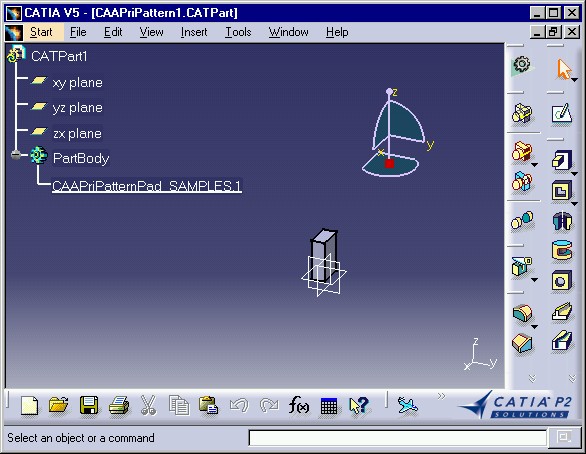 CATIA V5 - [CAAPriPattern1.CATPart]
Start File Edit View Insert Tools Window Help
CATPart1
xy plane
yz plane
zx plane
PartBody
CAAPriPatternPad_SAMPLES.1
z
x y
z
x y
f(x)
CATIA P2
SOLUTIONS
Select an object or a command